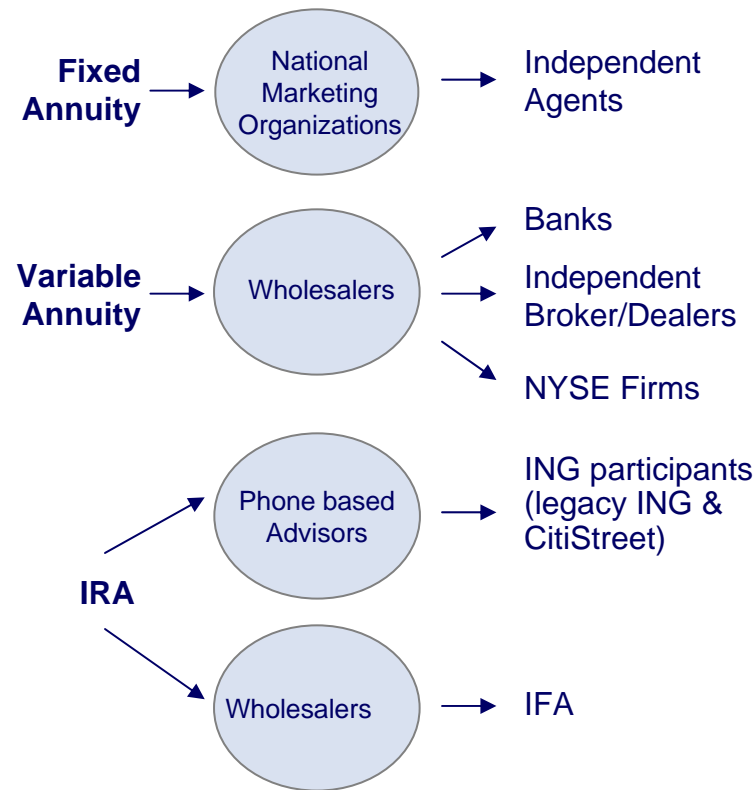 Fixed
Annuity
National
Marketing
Organizations
Independent
Agents
Variable
Annuity
Wholesalers
Banks
Independent
Broker/Dealers
NYSE Firms
IRA
Phone based
Advisors
ING participants
(legacy ING &
CitiStreet)
Wholesalers
IFA